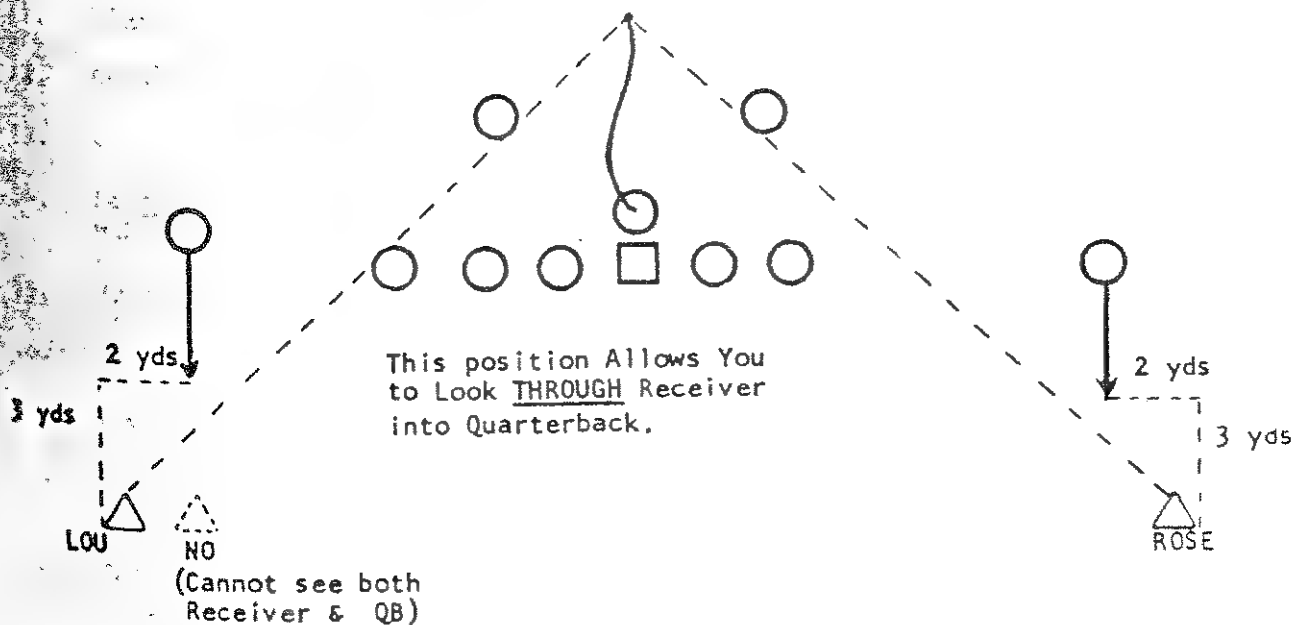 2 yds
This position Allows You
to Look THROUGH Receiver
into Quarterback.
2 yds
yds
3 yds
LOU
NO
(Cannot see both
Receiver & QB)
ROSE